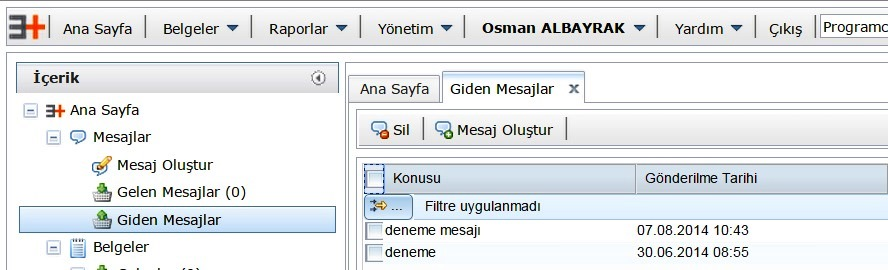 3+ Ana Sayfa Belgeler Raporlar Yönetim Osman ALBAYRAK Yardım Çıkış Programc
İçerik
Ana Sayfa Giden Mesajlar x
3+ Ana Sayfa
Mesajlar
Sil Mesaj Oluştur
Mesaj Oluştur
Konusu Gönderilme Tarihi
Gelen Mesajlar (0)
... Filtre uygulanmadı
Giden Mesajlar
deneme mesajı 07.08.2014 10:43
Belgeler
deneme 30.06.2014 08:55